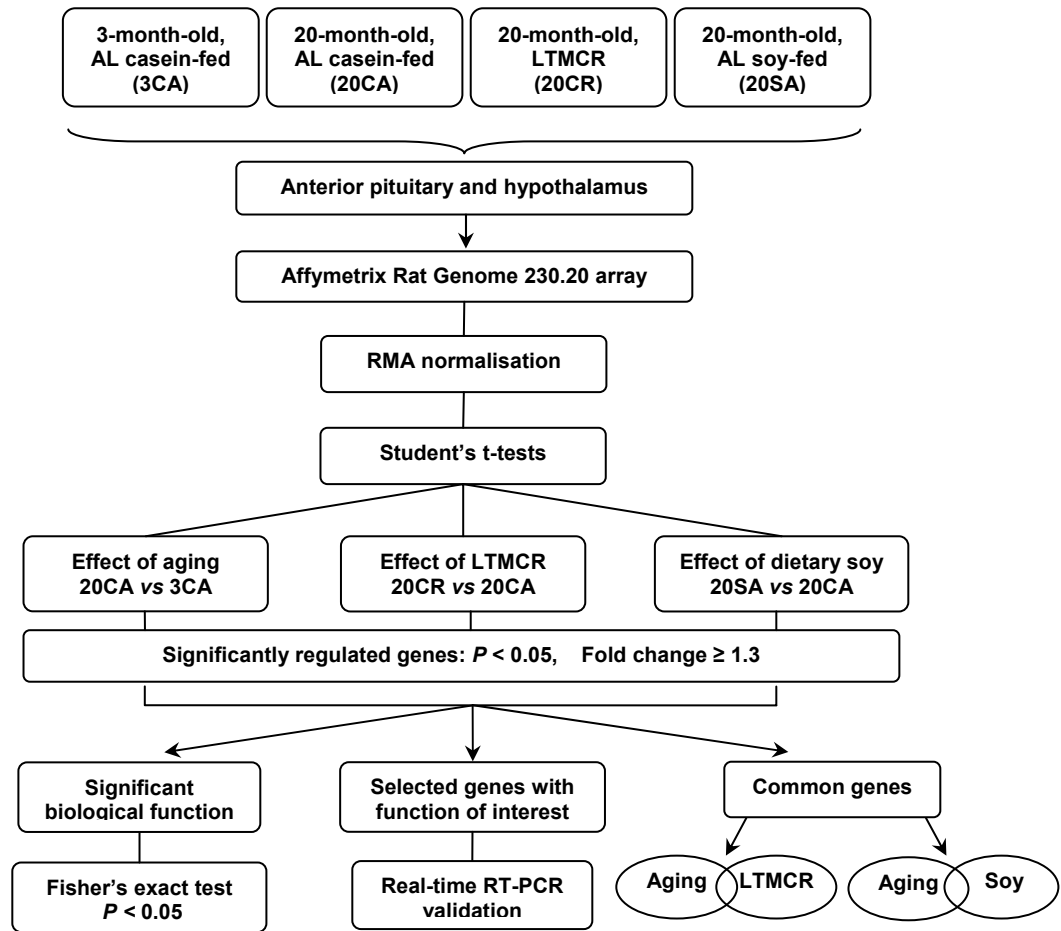 3-month-old,
AL casein-fed
(3CA)
20-month-old,
AL casein-fed
(20CA)
20-month-old,
LTMCR
(20CR)
20-month-old,
AL soy-fed
(20SA)
Anterior pituitary and hypothalamus
Affymetrix Rat Genome 230.20 array
RMA normalisation
Student's t-tests
Effect of aging
20CA vs 3CA
Effect of LTMCR
20CR vs 20CA
Effect of dietary soy
20SA vs 20CA
Significantly regulated genes: P < 0.05, Fold change ≥ 1.3
Significant
biological function
Selected genes with
function of interest
Common genes
Fisher's exact test
P < 0.05
Real-time RT-PCR
validation
Aging LTMCR
Aging Soy